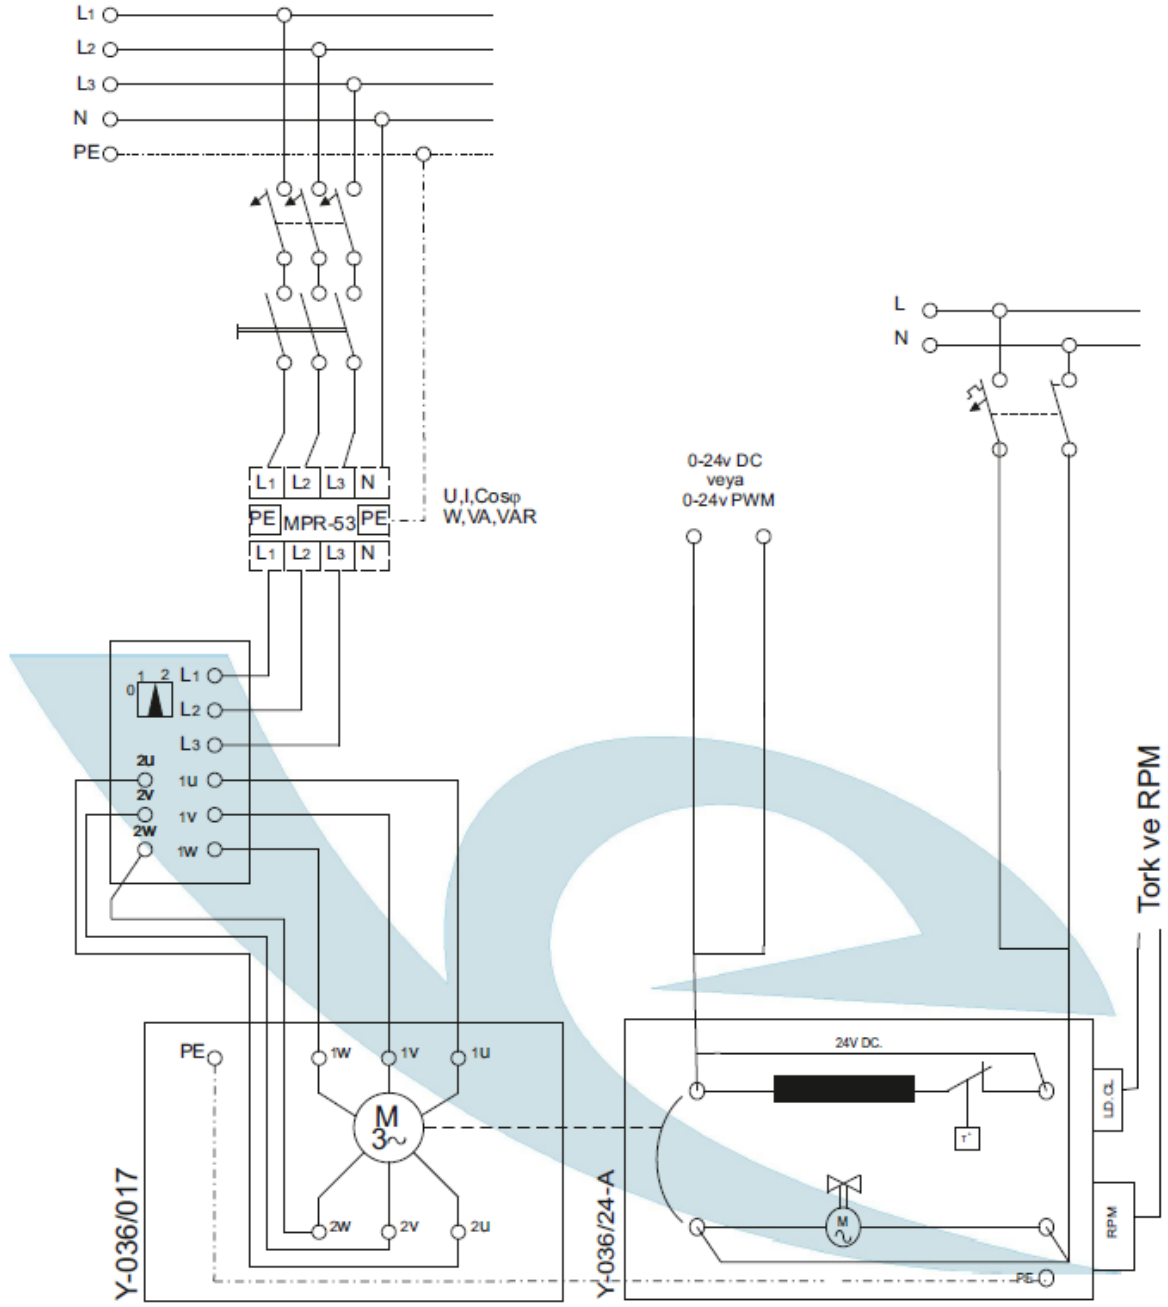 L1
L2
L3
N
PE
L
N
0-24v DC
veya
0-24v PWM
L1 L2 L3 N
PE MPR-53 PE
L1 L2 L3 N
U,I,Cosφ
W,VA,VAR
0 1 2
L1
L2
L3
2U 1U
2V 1V
2W 1W
Tork ve RPM
PE 1W 1V 1U
M
3~
2W 2V 2U
Y-036/017
24V DC.
T°
M
~
PE
Y-036/24-A
LD.CL
RPM